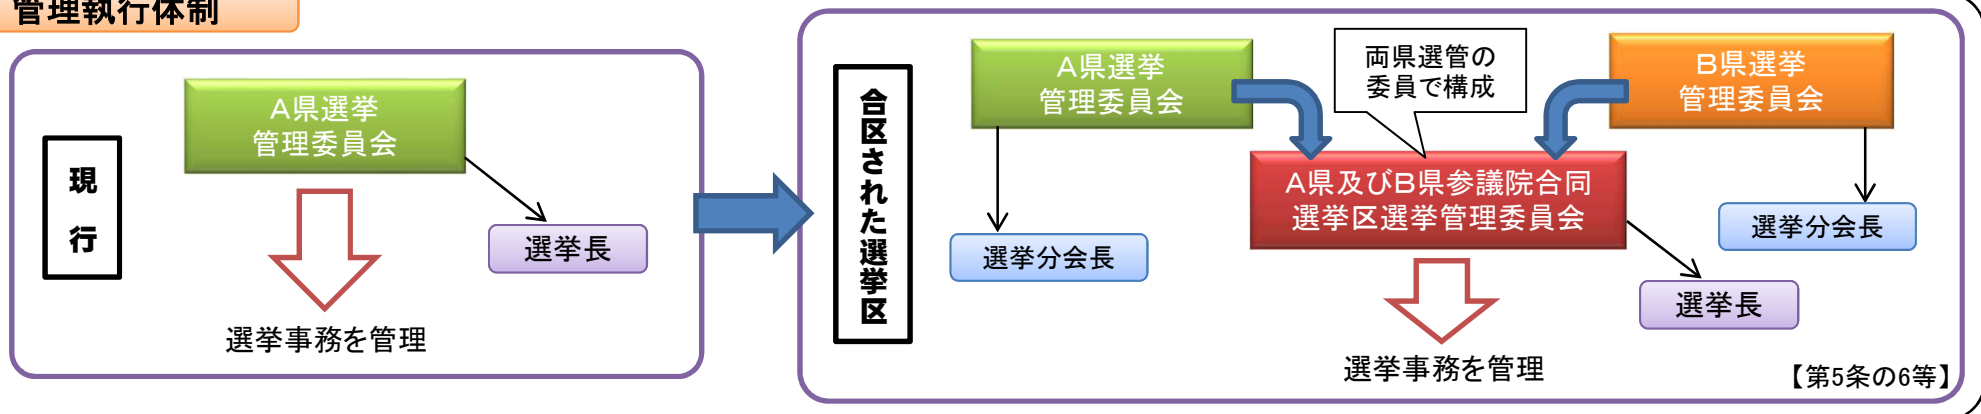 管理執行体制
現行
A県選挙
管理委員会
選挙長
選挙事務を管理
合区された選挙区
A県選挙
管理委員会
両県選管の
委員で構成
B県選挙
管理委員会
A県及びB県参議院合同
選挙区選挙管理委員会
選挙分会長
選挙分会長
選挙長
選挙事務を管理
【第5条の6等】